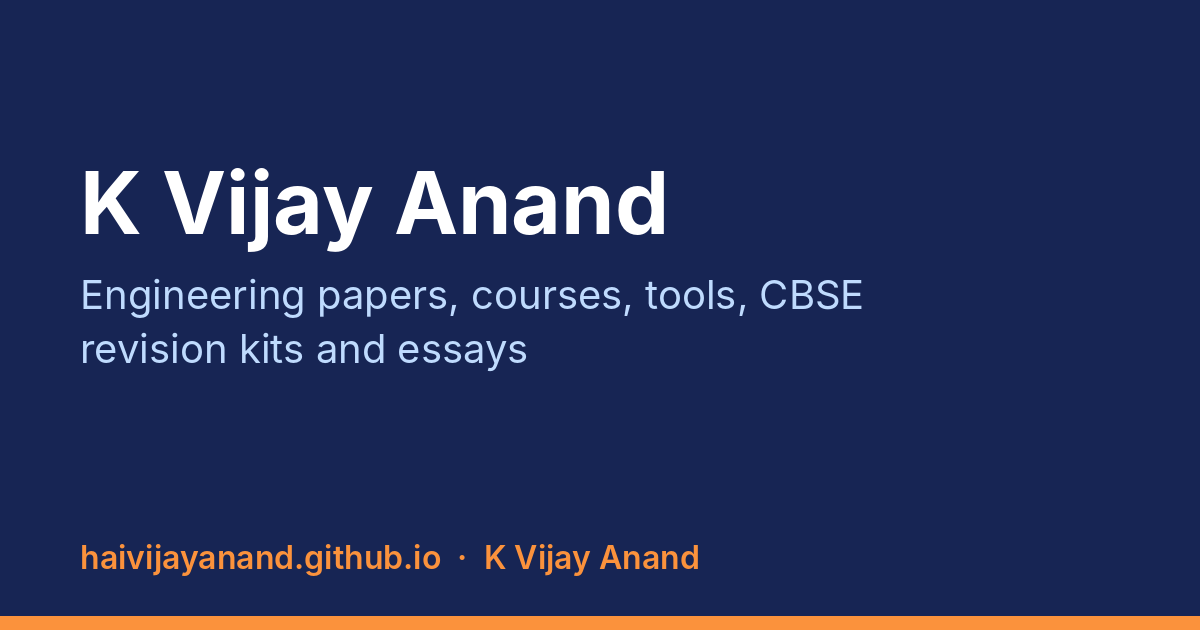 K Vijay Anand
Engineering papers, courses, tools, CBSE
revision kits and essays
haivijayanand.github.io · K Vijay Anand